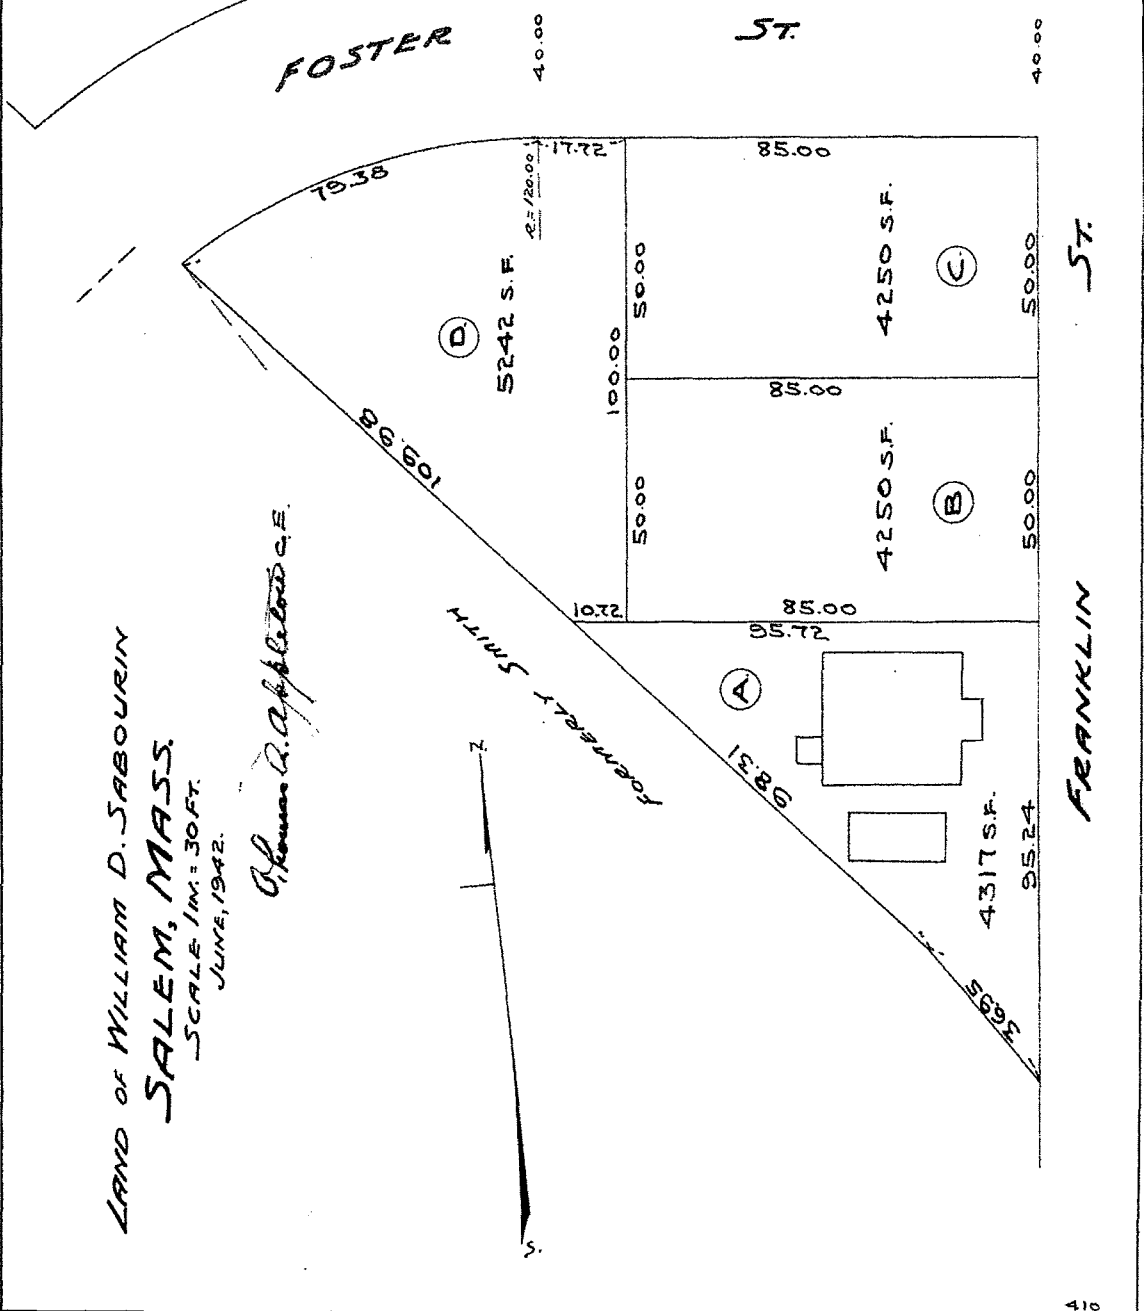 FOSTER ST.
40.00
40.00
79.38
R=120.00
17.72
85.00
D
5242 S.F.
50.00
100.00
50.00
4250 S.F.
C
50.00
ST.
85.00
4250 S.F.
B
50.00
109.98
10.72
85.00
95.72
FORMERLY SMITH
A
98.31
4317 S.F.
95.24
FRANKLIN
36.95
LAND OF WILLIAM D. SABOURIN
SALEM, MASS.
SCALE 1 IN. = 30 FT.
JUNE, 1942.
Thomas A. Appleton C.E.
N.
S.
410